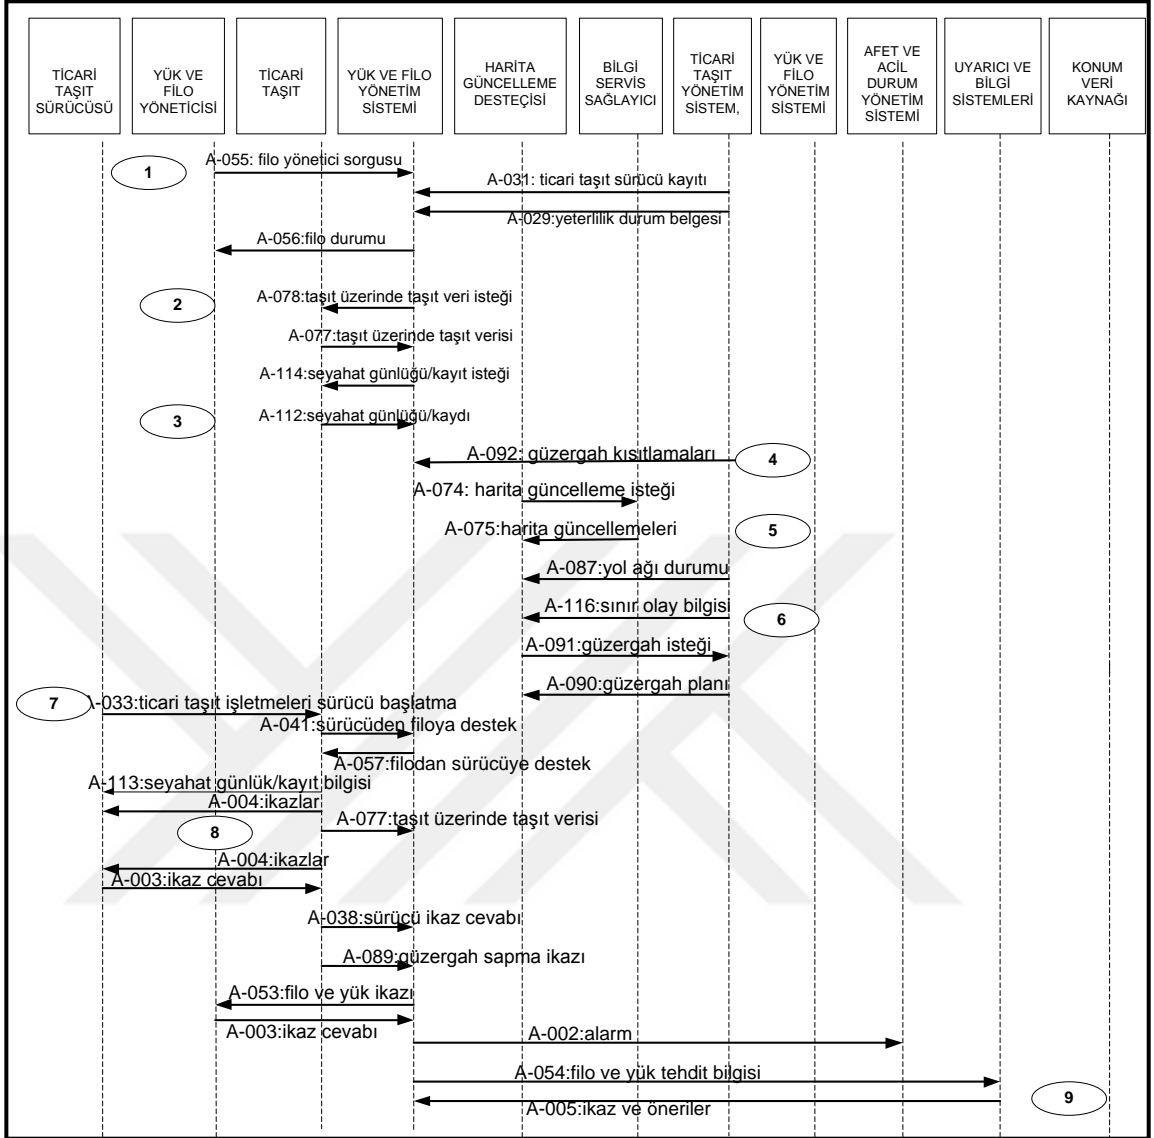 TİCARİ
TAŞIT
SÜRÜCÜSÜ
YÜK VE
FİLO
YÖNETİCİSİ
TİCARİ
TAŞIT
YÜK VE FİLO
YÖNETİM
SİSTEMİ
HARİTA
GÜNCELLEME
DESTEÇİSİ
BİLGİ
SERVİS
SAĞLAYICI
TİCARİ
TAŞIT
YÖNETİM
SİSTEM,
YÜK VE
FİLO
YÖNETİM
SİSTEMİ
AFET VE
ACİL
DURUM
YÖNETİM
SİSTEMİ
UYARICI VE
BİLGİ
SİSTEMLERİ
KONUM
VERİ
KAYNAĞI
1
A-055: filo yönetici sorgusu
A-031: ticari taşıt sürücü kayıtı
A-029:yeterlilik durum belgesi
A-056:filo durumu
2
A-078:taşıt üzerinde taşıt veri isteği
A-077:taşıt üzerinde taşıt verisi
A-114:seyahat günlüğü/kayıt isteği
3
A-112:seyahat günlüğü/kaydı
A-092: güzergah kısıtlamaları
4
A-074: harita güncelleme isteği
A-075:harita güncellemeleri
5
A-087:yol ağı durumu
A-116:sınır olay bilgisi
6
A-091:güzergah isteği
A-090:güzergah planı
7
A-033:ticari taşıt işletmeleri sürücü başlatma
A-041:sürücüden filoya destek
A-057:filodan sürücüye destek
A-113:seyahat günlük/kayıt bilgisi
A-004:ikazlar
A-077:taşıt üzerinde taşıt verisi
8
A-004:ikazlar
A-003:ikaz cevabı
A-038:sürücü ikaz cevabı
A-089:güzergah sapma ikazı
A-053:filo ve yük ikazı
A-003:ikaz cevabı
A-002:alarm
A-054:filo ve yük tehdit bilgisi
9
A-005:ikaz ve öneriler